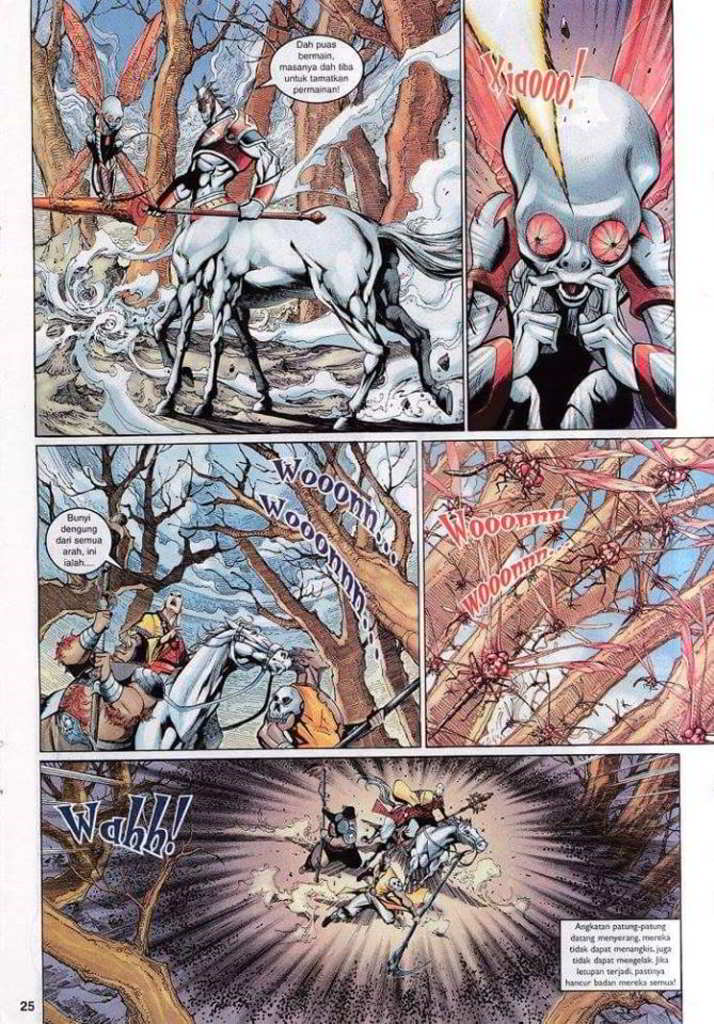 Dah puas
bermain,
masanya dah tiba
untuk tamatkan
permainan!
Xiaooo!
Bunyi
dengung
dari semua
arah, ini
ialah....
Wooonn...
Wooonnn...
Wooonnn
wooonnn..
Wahh!
Angkatan patung-patung
datang menyerang, mereka
tidak dapat menangkis, juga
tidak dapat mengelak. Jika
letupan terjadi, pastinya
hancur badan mereka semua!
25